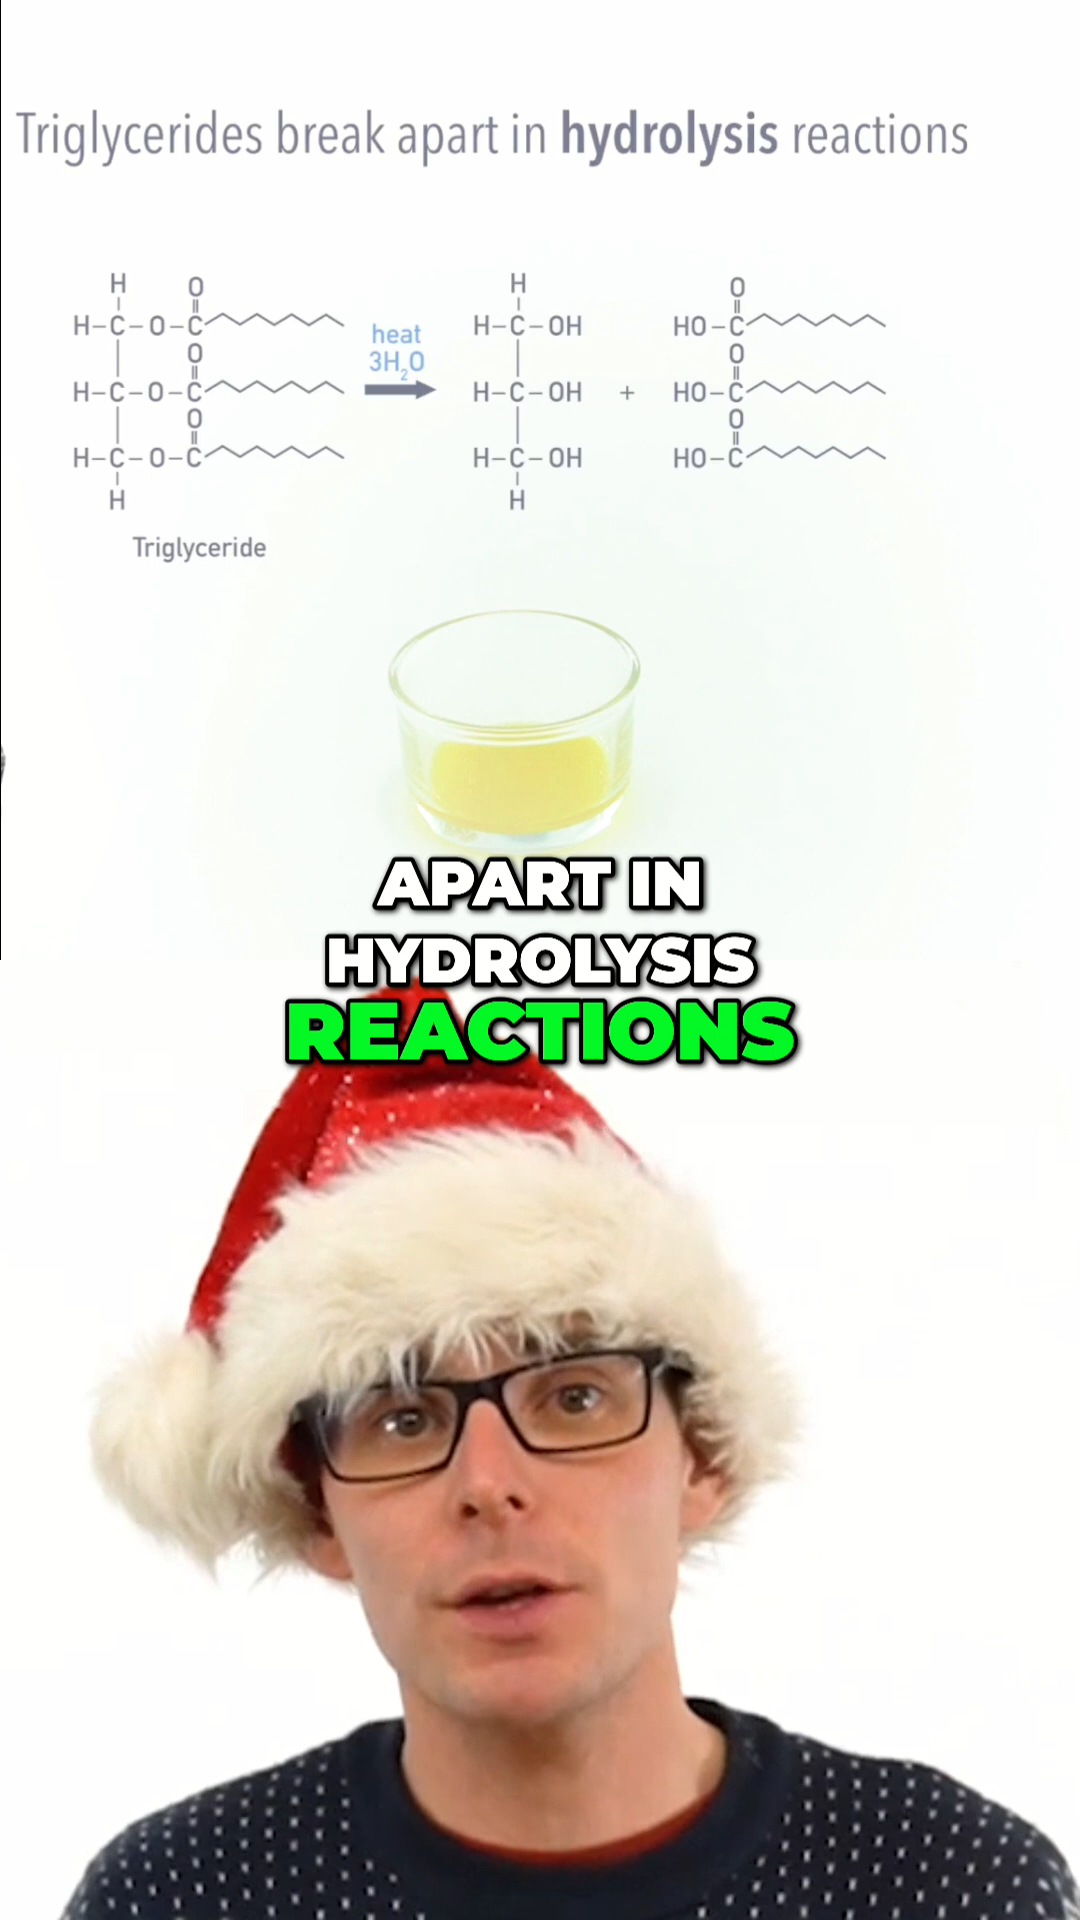 Triglycerides break apart in hydrolysis reactions
H O H O
H-C-O-C heat H-C-OH HO-C
O 3H₂O O
H-C-O-C H-C-OH + HO-C
O O
H-C-O-C H-C-OH HO-C
H H
Triglyceride
APART IN
HYDROLYSIS
REACTIONS